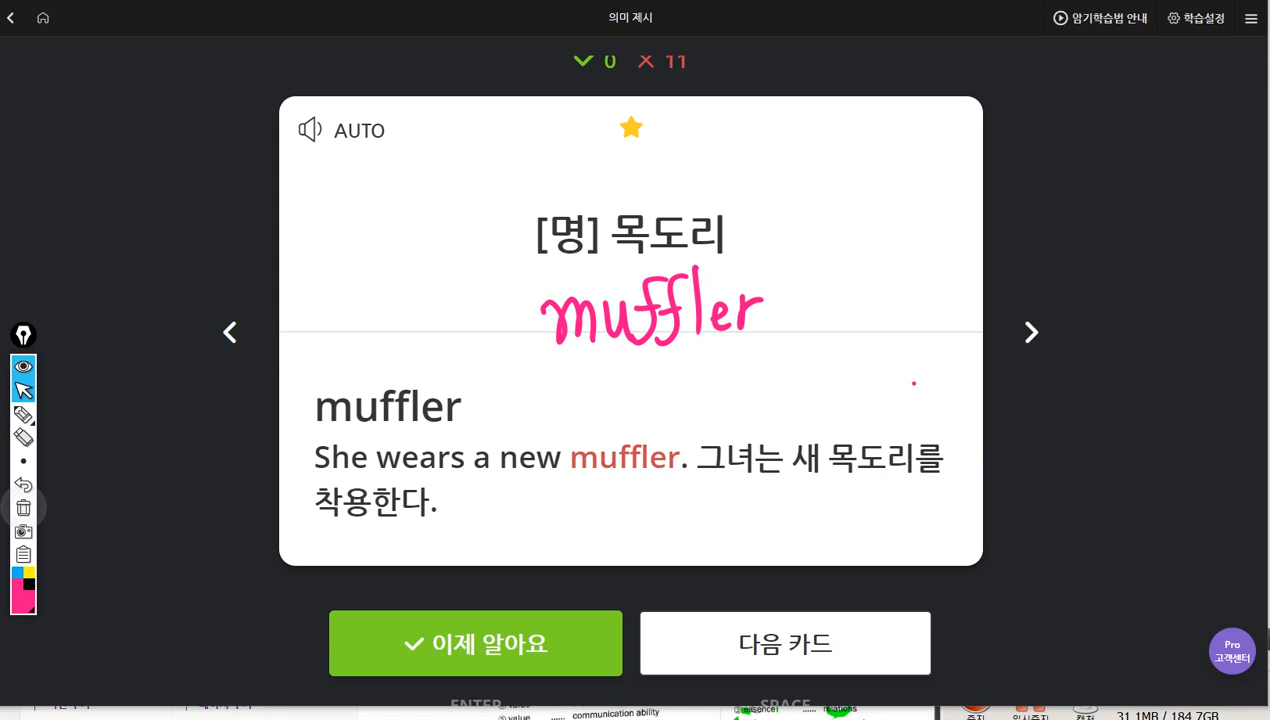 의미 제시
암기학습법 안내
학습설정
0
11
AUTO
[명] 목도리
muffler
muffler
She wears a new muffler. 그녀는 새 목도리를
착용한다.
이제 알아요
다음 카드
Pro
고객센터
ENTER
SPACE
communication ability
value
relations
31.1MB / 184.7GB